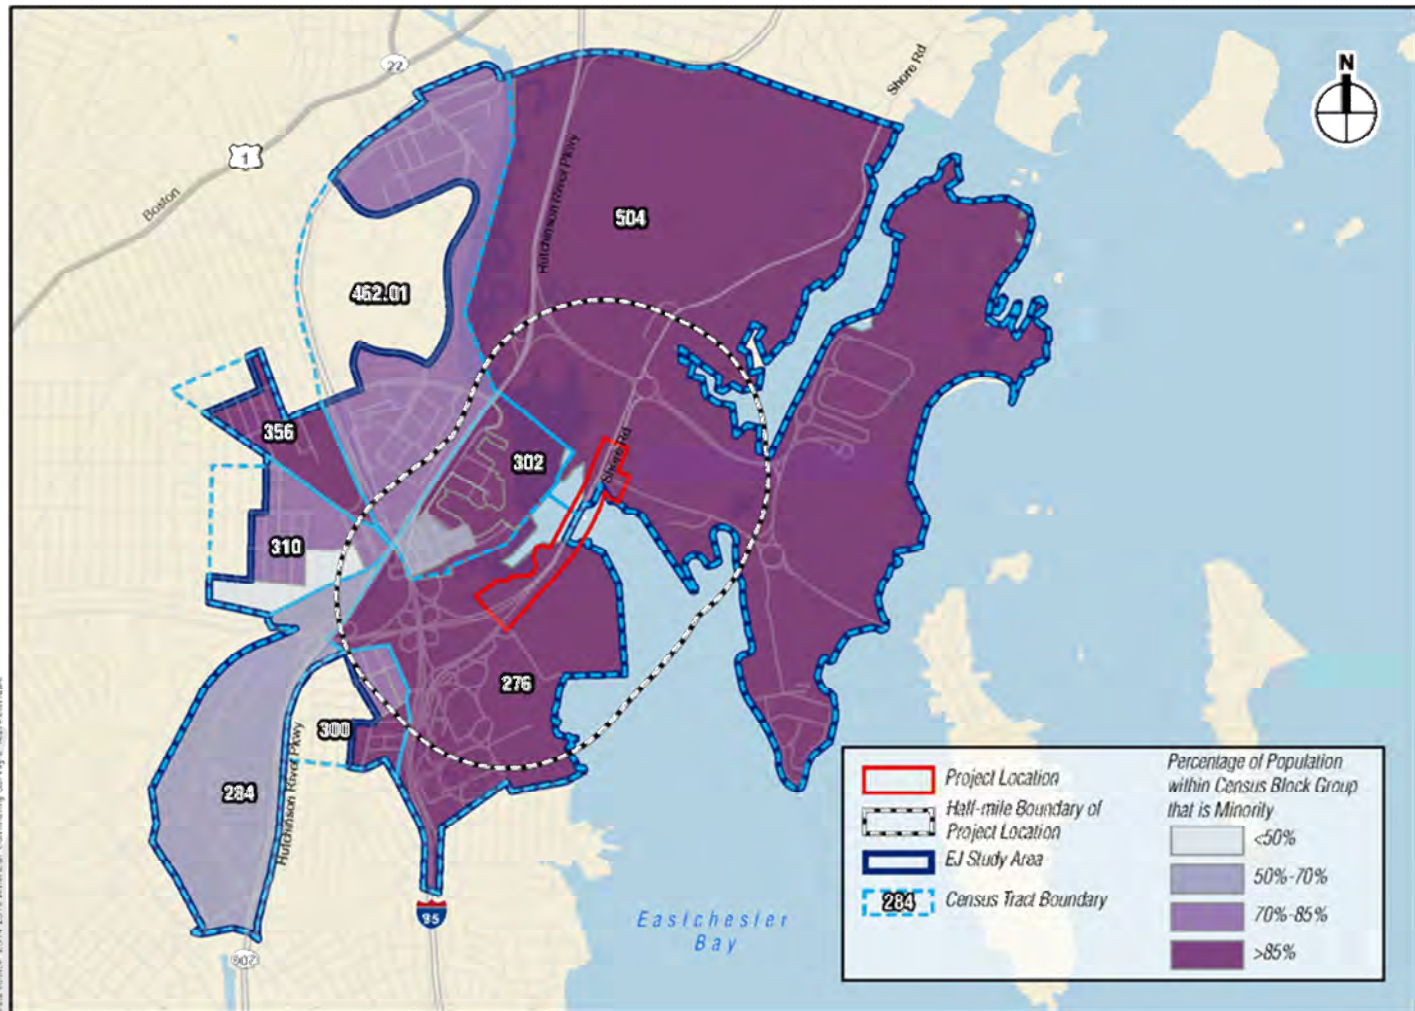 Shore Rd
N
22
1
Boston
Hutchinson River Pkwy
504
462.01
356
302
Shore Rd
310
276
300
284
Hutchinson River Pkwy
95
Eastchester
Bay
Project Location
Half-mile Boundary of
Project Location
EJ Study Area
284
Census Tract Boundary
Percentage of Population
within Census Block Group
that is Minority
<50%
50%-70%
70%-85%
>85%